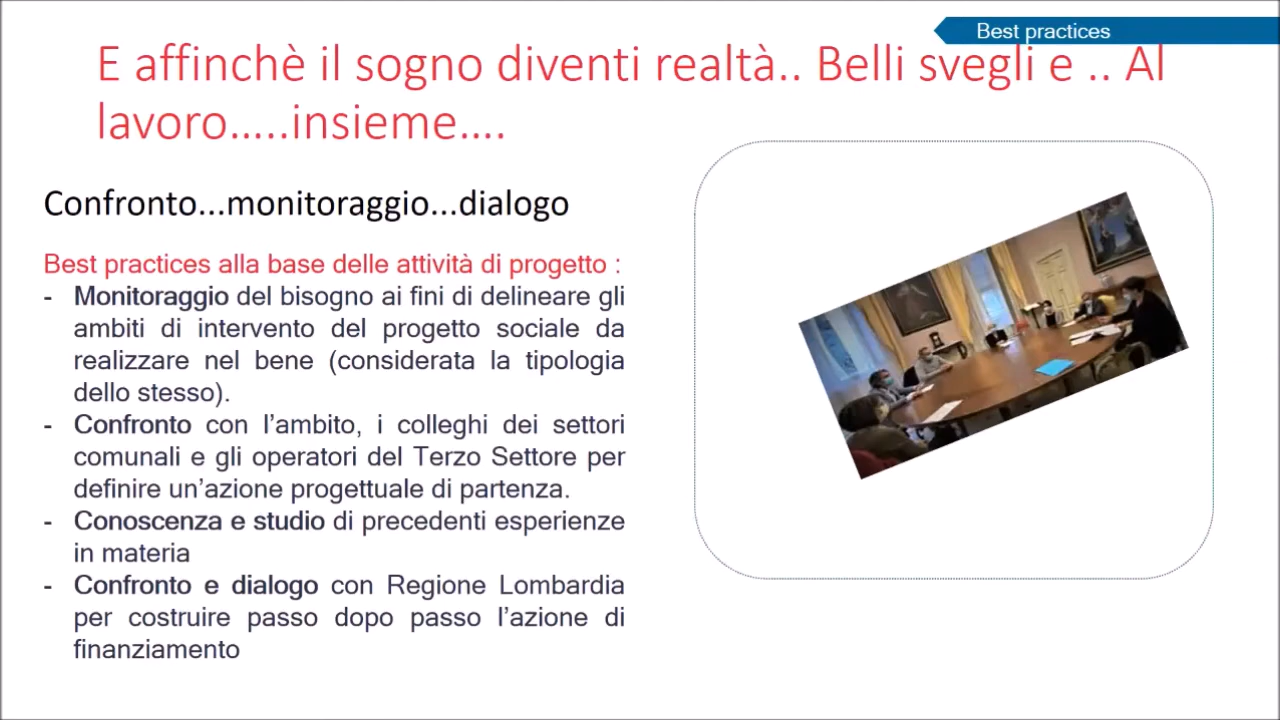 Best practices
E affinchè il sogno diventi realtà.. Belli svegli e .. Al
lavoro.....insieme....
Confronto...monitoraggio...dialogo
Best practices alla base delle attività di progetto :
- Monitoraggio del bisogno ai fini di delineare gli
ambiti di intervento del progetto sociale da
realizzare nel bene (considerata la tipologia
dello stesso).
- Confronto con l’ambito, i colleghi dei settori
comunali e gli operatori del Terzo Settore per
definire un’azione progettuale di partenza.
- Conoscenza e studio di precedenti esperienze
in materia
- Confronto e dialogo con Regione Lombardia
per costruire passo dopo passo l’azione di
finanziamento